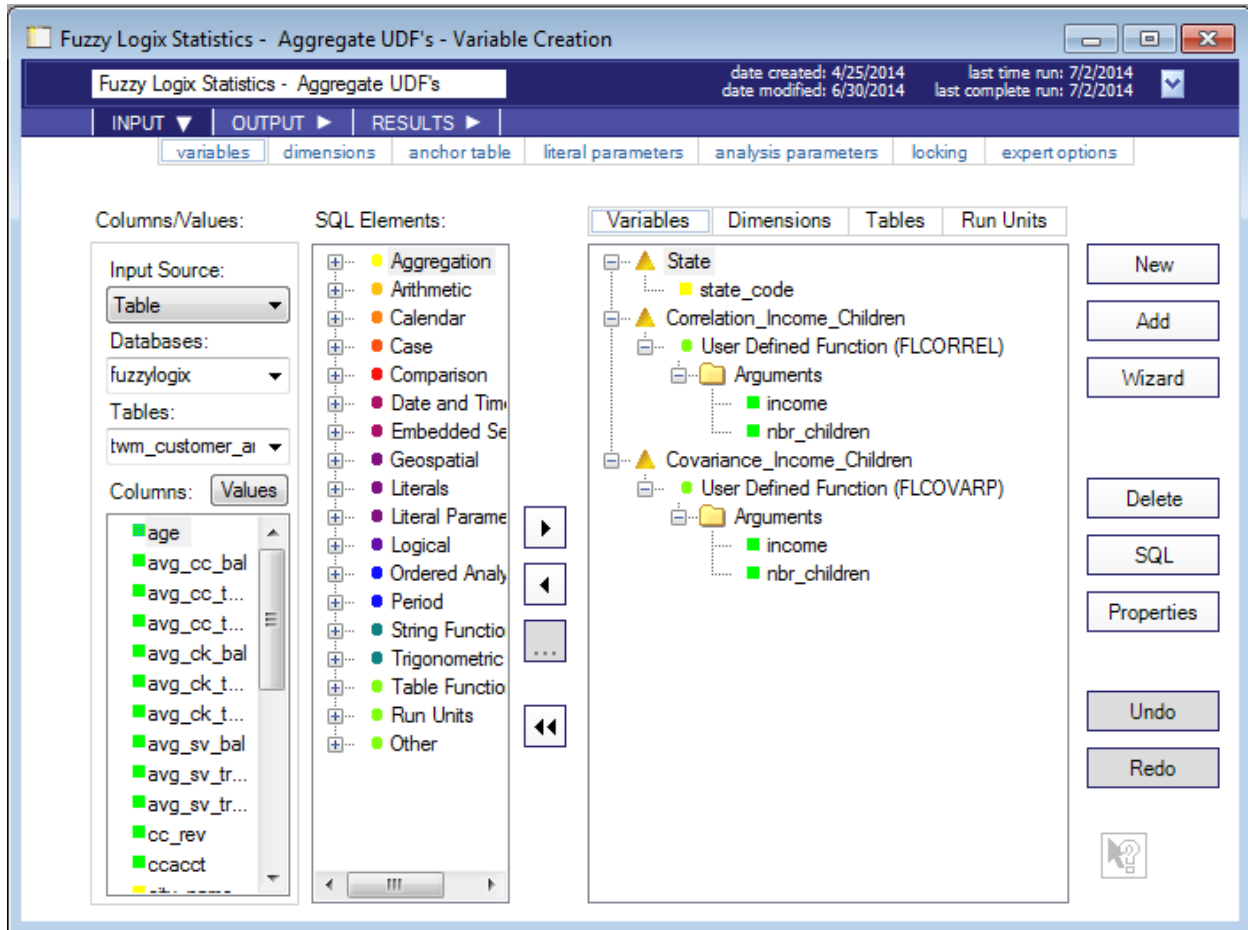 Fuzzy Logix Statistics - Aggregate UDF's - Variable Creation
Fuzzy Logix Statistics - Aggregate UDF's
date created: 4/25/2014 last time run: 7/2/2014
date modified: 6/30/2014 last complete run: 7/2/2014
INPUT ▼ OUTPUT ► RESULTS ►
variables dimensions anchor table literal parameters analysis parameters locking expert options
Columns/Values:
Input Source:
Table
Databases:
fuzzylogix
Tables:
twm_customer_ar
Columns: Values
age
avg_cc_bal
avg_cc_t...
avg_cc_t...
avg_ck_bal
avg_ck_t...
avg_ck_t...
avg_sv_bal
avg_sv_tr...
avg_sv_tr...
cc_rev
ccacct
SQL Elements:
Aggregation
Arithmetic
Calendar
Case
Comparison
Date and Time
Embedded Se
Geospatial
Literals
Literal Parame
Logical
Ordered Analy
Period
String Functio
Trigonometric
Table Functio
Run Units
Other
...
Variables Dimensions Tables Run Units
State
state_code
Correlation_Income_Children
User Defined Function (FLCORREL)
Arguments
income
nbr_children
Covariance_Income_Children
User Defined Function (FLCOVARP)
Arguments
income
nbr_children
New
Add
Wizard
Delete
SQL
Properties
Undo
Redo